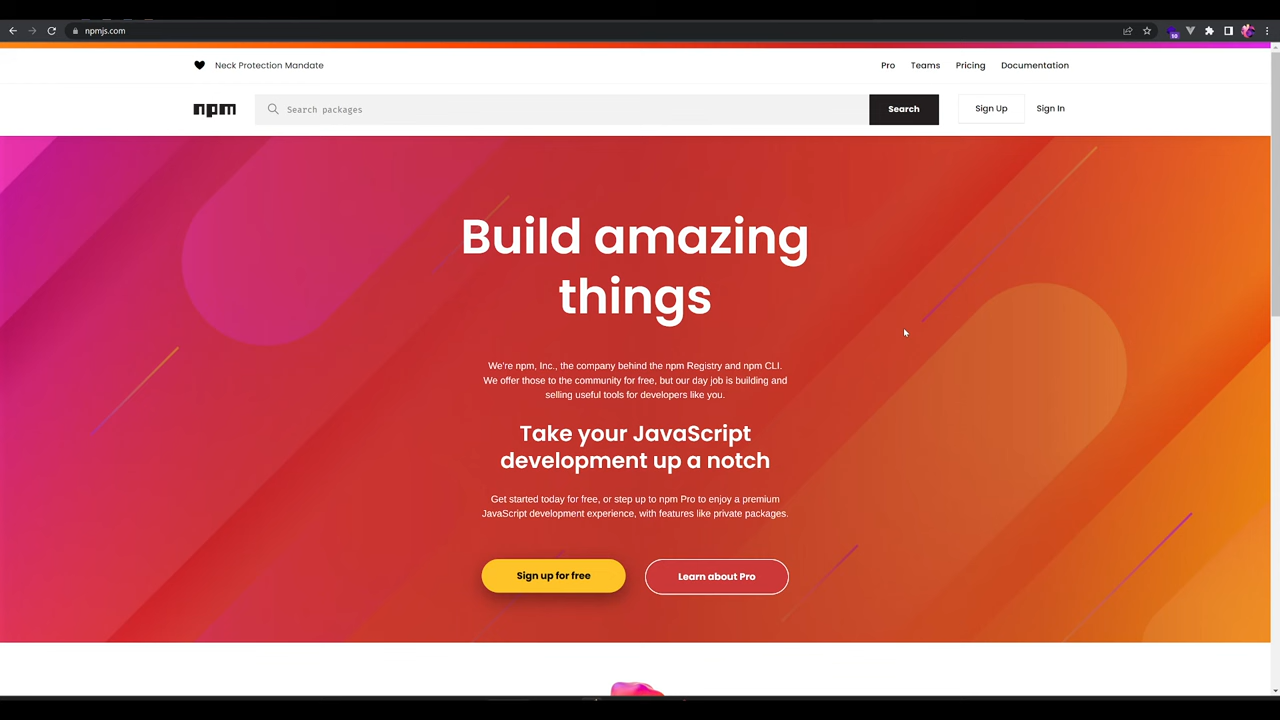 npmjs.com
10
Neck Protection Mandate
Pro Teams Pricing Documentation
npm Search packages Search Sign Up Sign In
Build amazing
things
We're npm, Inc., the company behind the npm Registry and npm CLI.
We offer those to the community for free, but our day job is building and
selling useful tools for developers like you.
Take your JavaScript
development up a notch
Get started today for free, or step up to npm Pro to enjoy a premium
JavaScript development experience, with features like private packages.
Sign up for free Learn about Pro